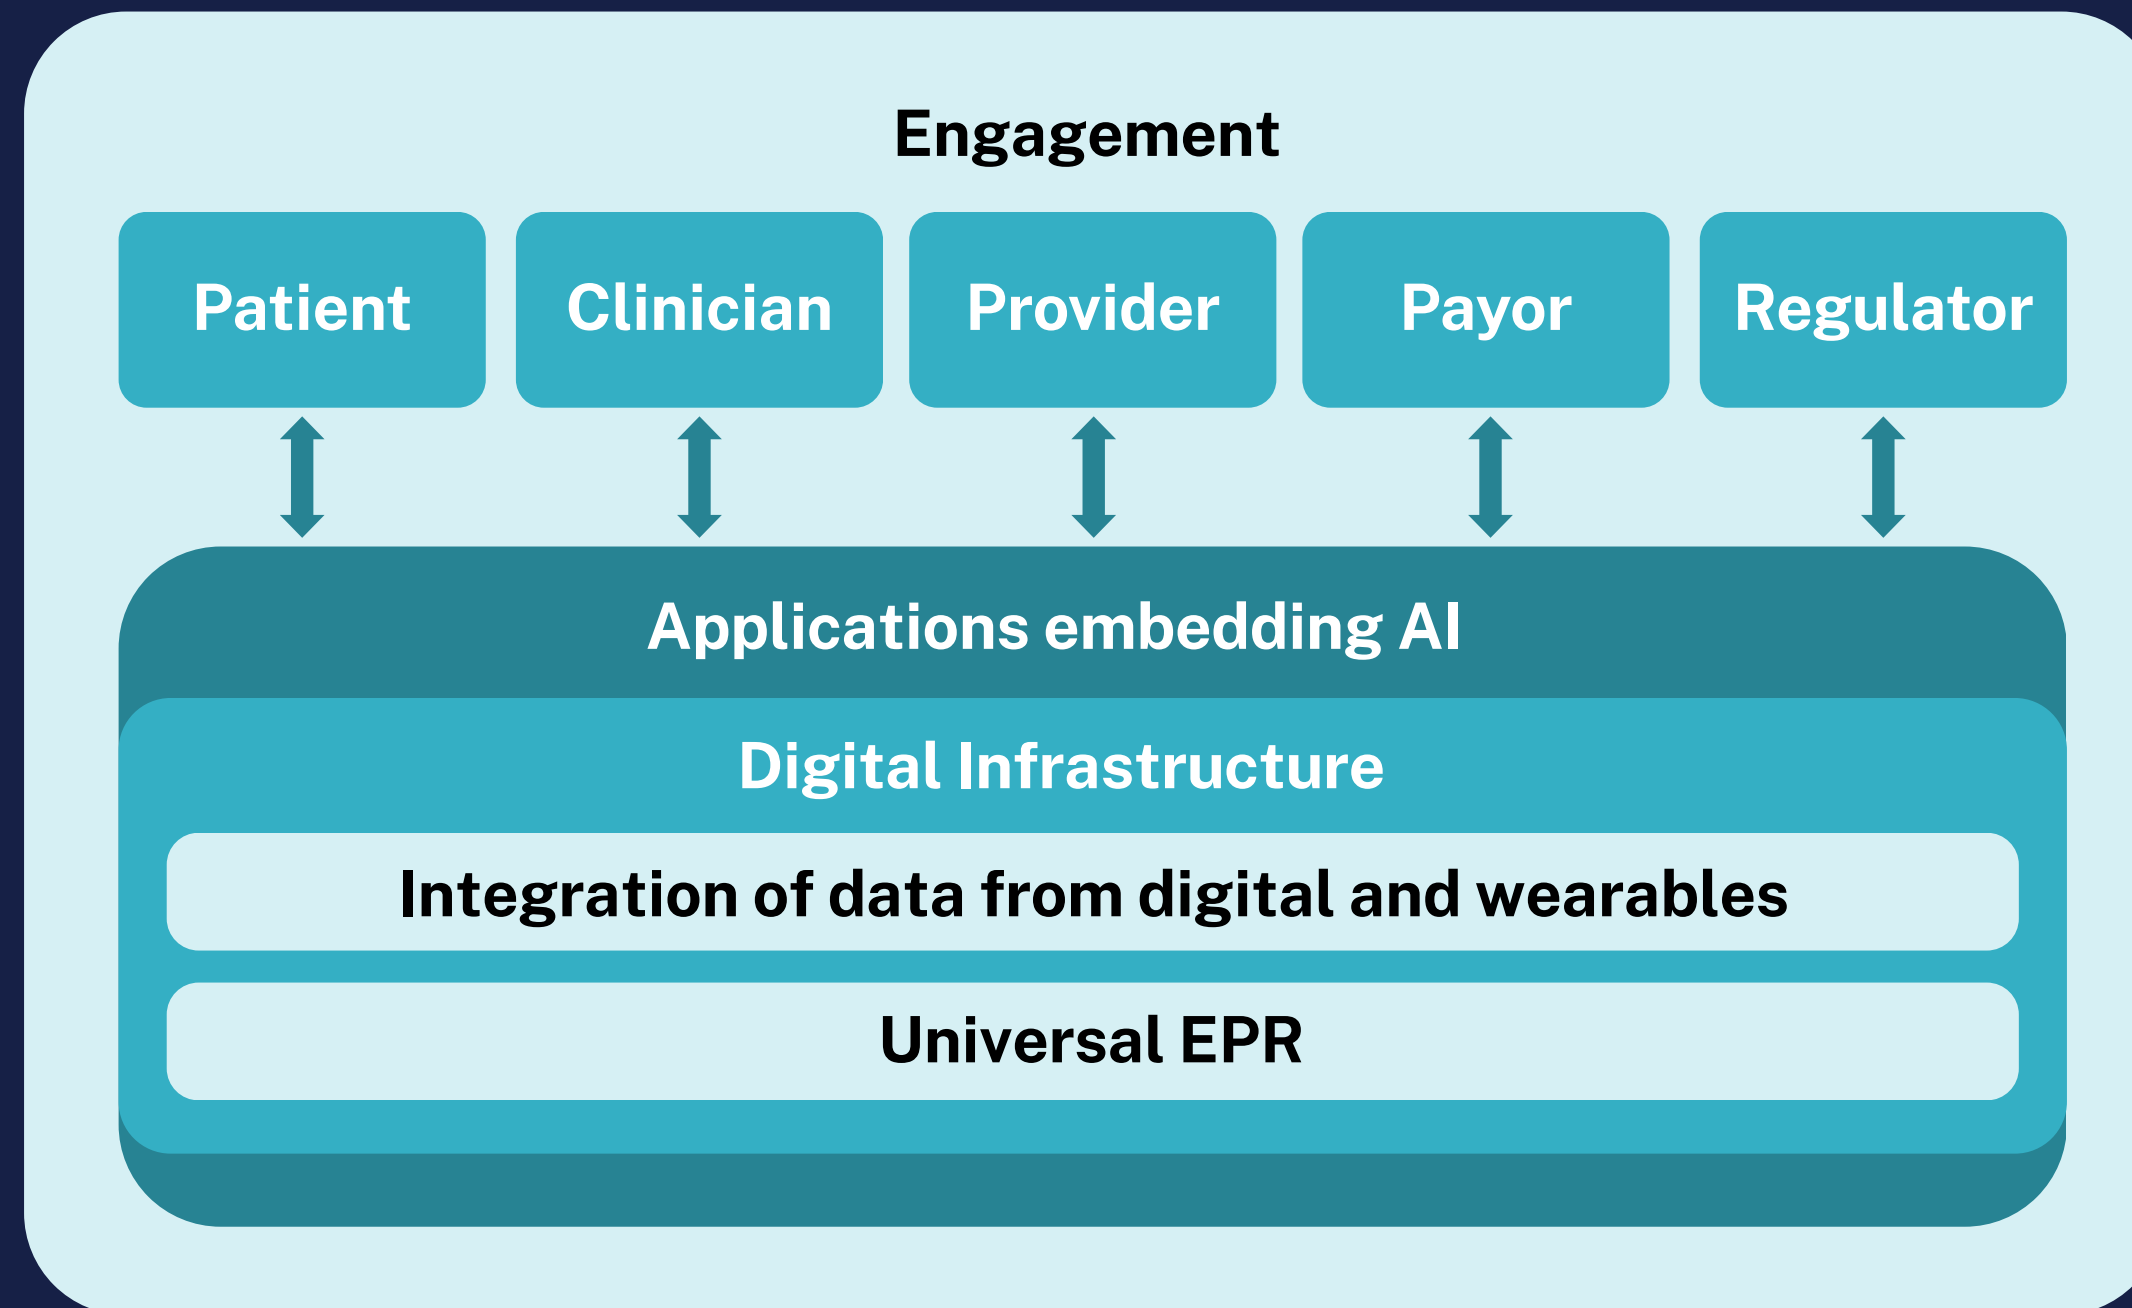 Engagement
Patient
Clinician
Provider
Payor
Regulator
Applications embedding AI
Digital Infrastructure
Integration of data from digital and wearables
Universal EPR